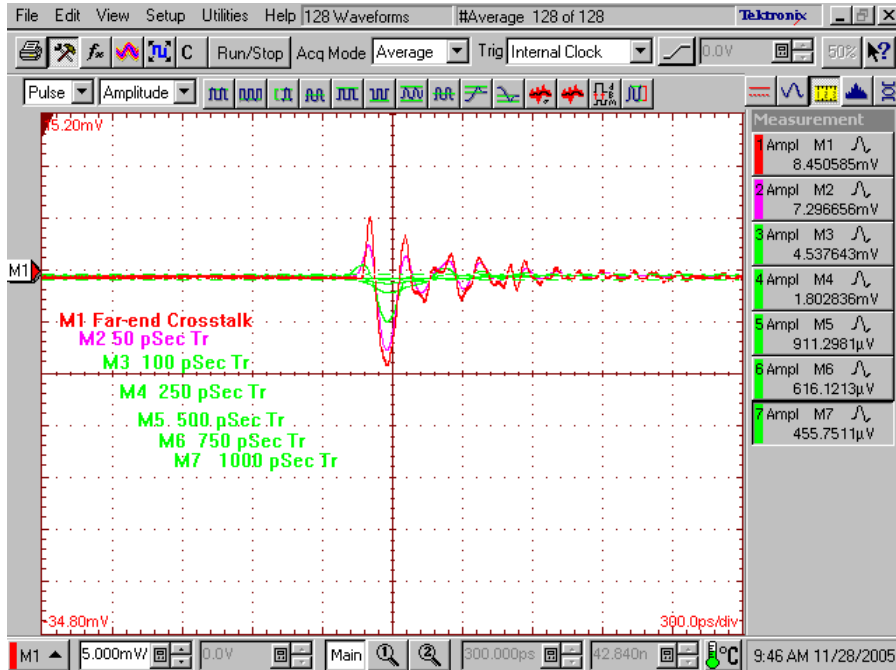 File Edit View Setup Utilities Help 128 Waveforms #Average 128 of 128 Tektronix
C Run/Stop Acq Mode Average Trig Internal Clock 0.0V 50%
Pulse Amplitude
15.20mV
M1
M1 Far-end Crosstalk
M2 50 pSec Tr
M3 100 pSec Tr
M4 250 pSec Tr
M5 500 pSec Tr
M6 750 pSec Tr
M7 1000 pSec Tr
-34.80mV 300.0ps/div
Measurement
1 Ampl M1
8.450585mV
2 Ampl M2
7.296656mV
3 Ampl M3
4.537643mV
4 Ampl M4
1.802836mV
5 Ampl M5
911.2981µV
6 Ampl M6
616.1213µV
7 Ampl M7
455.7511µV
M1 5.000mV/ 0.0V Main 1 2 300.000ps 42.840n °C 9:46 AM 11/28/2005